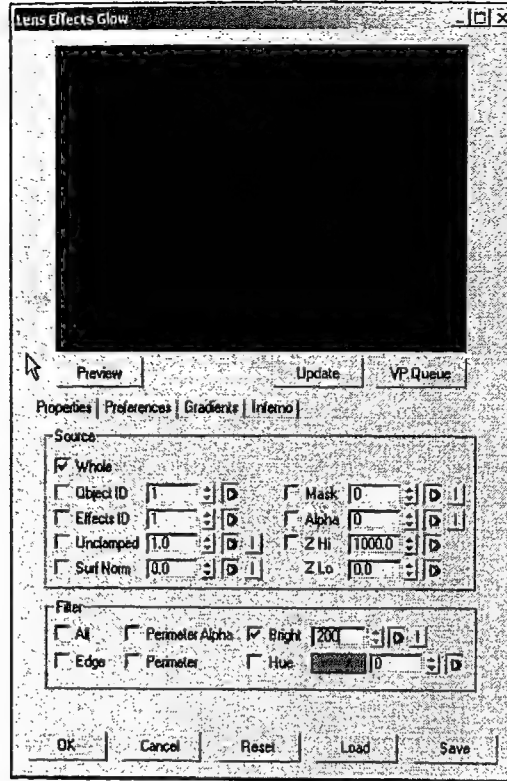 Lens Effects Glow
Preview Update VP Queue
Properties Preferences Gradients Inferno
Source
Whole
Object ID 1 Mask 0
Effects ID 1 Alpha 0
Unclamped 1.0 Z Hi 1000.0
Surf Norm 0.0 Z Lo 0.0
Filter
All Perimeter Alpha Bright 200
Edge Perimeter Hue 0
OK Cancel Reset Load Save